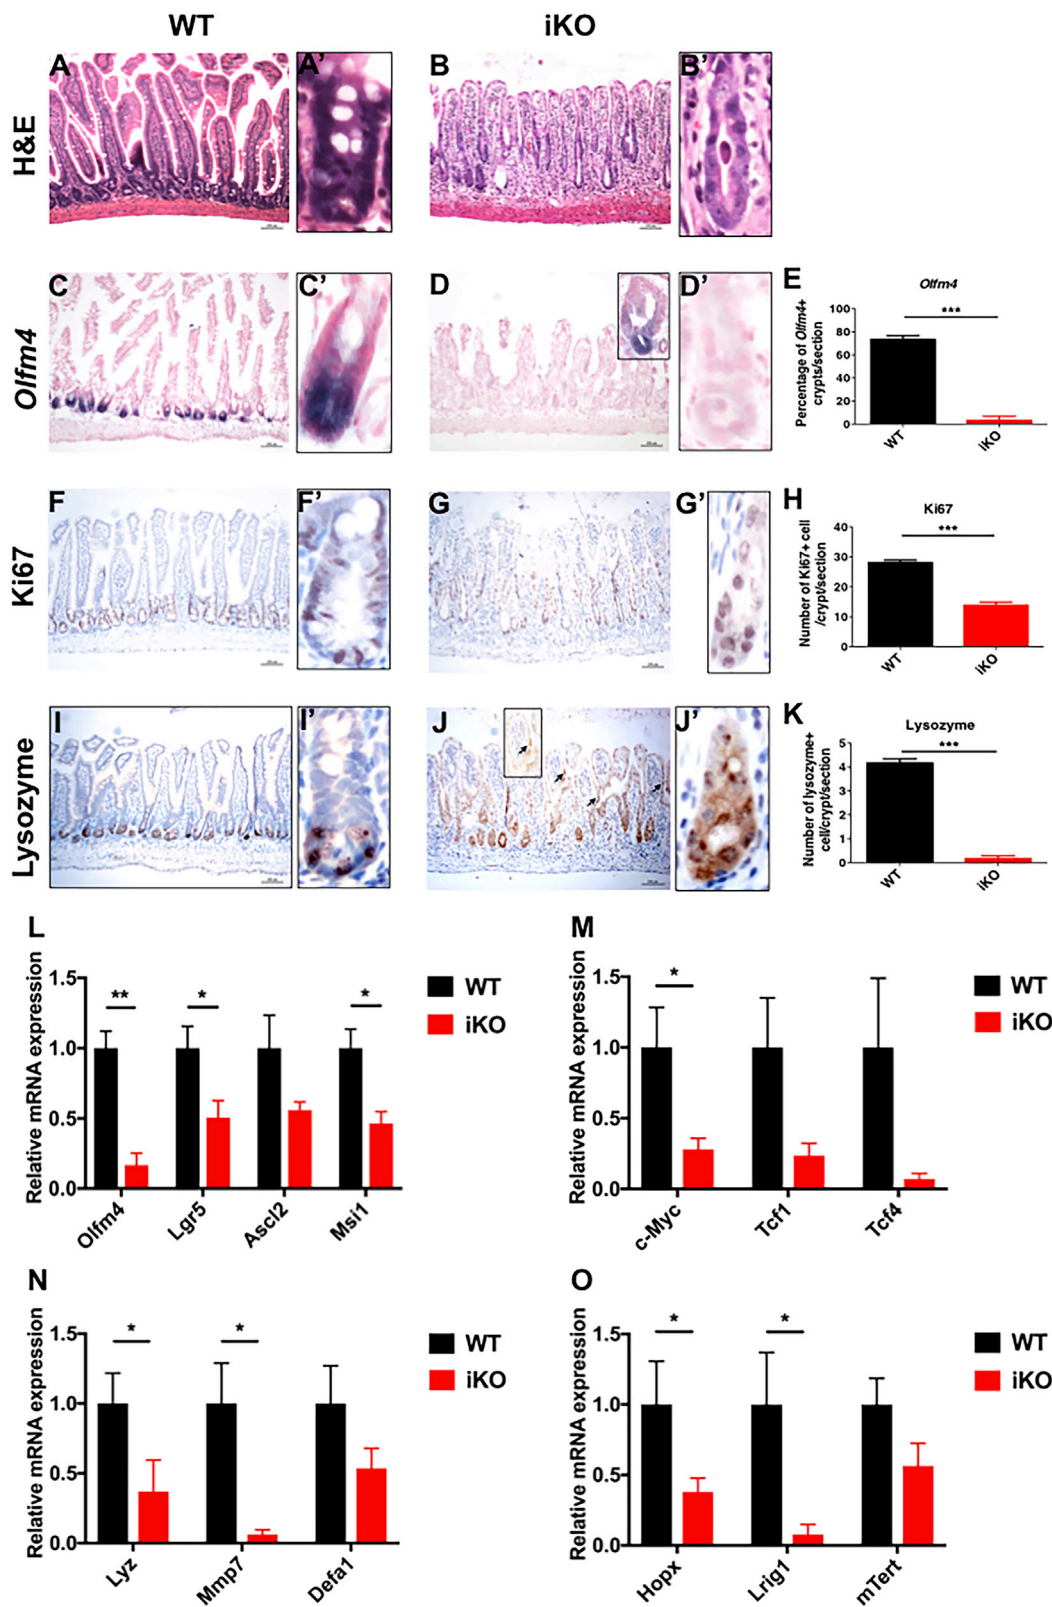 WT
iKO
H&E
A
A'
B
B'
Olfm4
C
C'
D
D'
E
Olfm4
Percentage of Olfm4+
crypts/section
100
80
60
40
20
0
***
WT
iKO
Ki67
F
F'
G
G'
H
Ki67
Number of Ki67+ cell
/crypt/section
40
30
20
10
0
***
WT
iKO
Lysozyme
I
I'
J
J'
K
Lysozyme
Number of lysozyme+
cell/crypt/section
5
4
3
2
1
0
***
WT
iKO
L
Relative mRNA expression
1.5
1.0
0.5
0.0
**
*
*
Olfm4
Lgr5
Ascl2
Msi1
WT
iKO
M
Relative mRNA expression
1.5
1.0
0.5
0.0
*
c-Myc
Tcf1
Tcf4
WT
iKO
N
Relative mRNA expression
1.5
1.0
0.5
0.0
*
*
Lyz
Mmp7
Defa1
WT
iKO
O
Relative mRNA expression
1.5
1.0
0.5
0.0
*
*
Hopx
Lrig1
mTert
WT
iKO